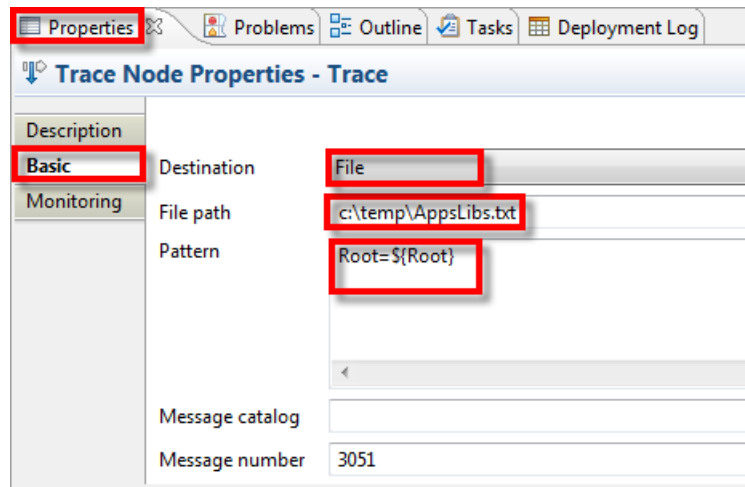 Properties Problems Outline Tasks Deployment Log
Trace Node Properties - Trace
Description
Basic
Monitoring
Destination File
File path c:\temp\AppsLibs.txt
Pattern Root=${Root}
Message catalog
Message number 3051